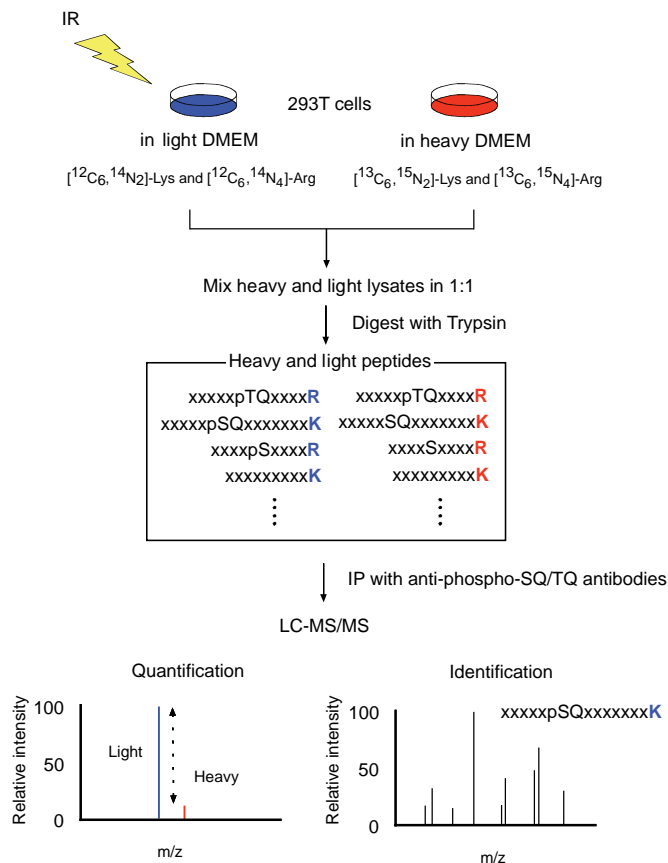 IR
293T cells
in light DMEM
in heavy DMEM
[¹²C₆,¹⁴N₂]-Lys and [¹²C₆,¹⁴N₄]-Arg
[¹³C₆,¹⁵N₂]-Lys and [¹³C₆,¹⁵N₄]-Arg
Mix heavy and light lysates in 1:1
Digest with Trypsin
Heavy and light peptides
xxxxxpTQxxxxR
xxxxxpTQxxxxR
xxxxxpSQxxxxxxxK
xxxxxSQxxxxxxxK
xxxxpSxxxxR
xxxxSxxxxR
xxxxxxxxxK
xxxxxxxxxK
IP with anti-phospho-SQ/TQ antibodies
LC-MS/MS
Quantification
Relative intensity
100
50
0
Light
Heavy
m/z
Identification
Relative intensity
100
50
0
xxxxxpSQxxxxxxxK
m/z